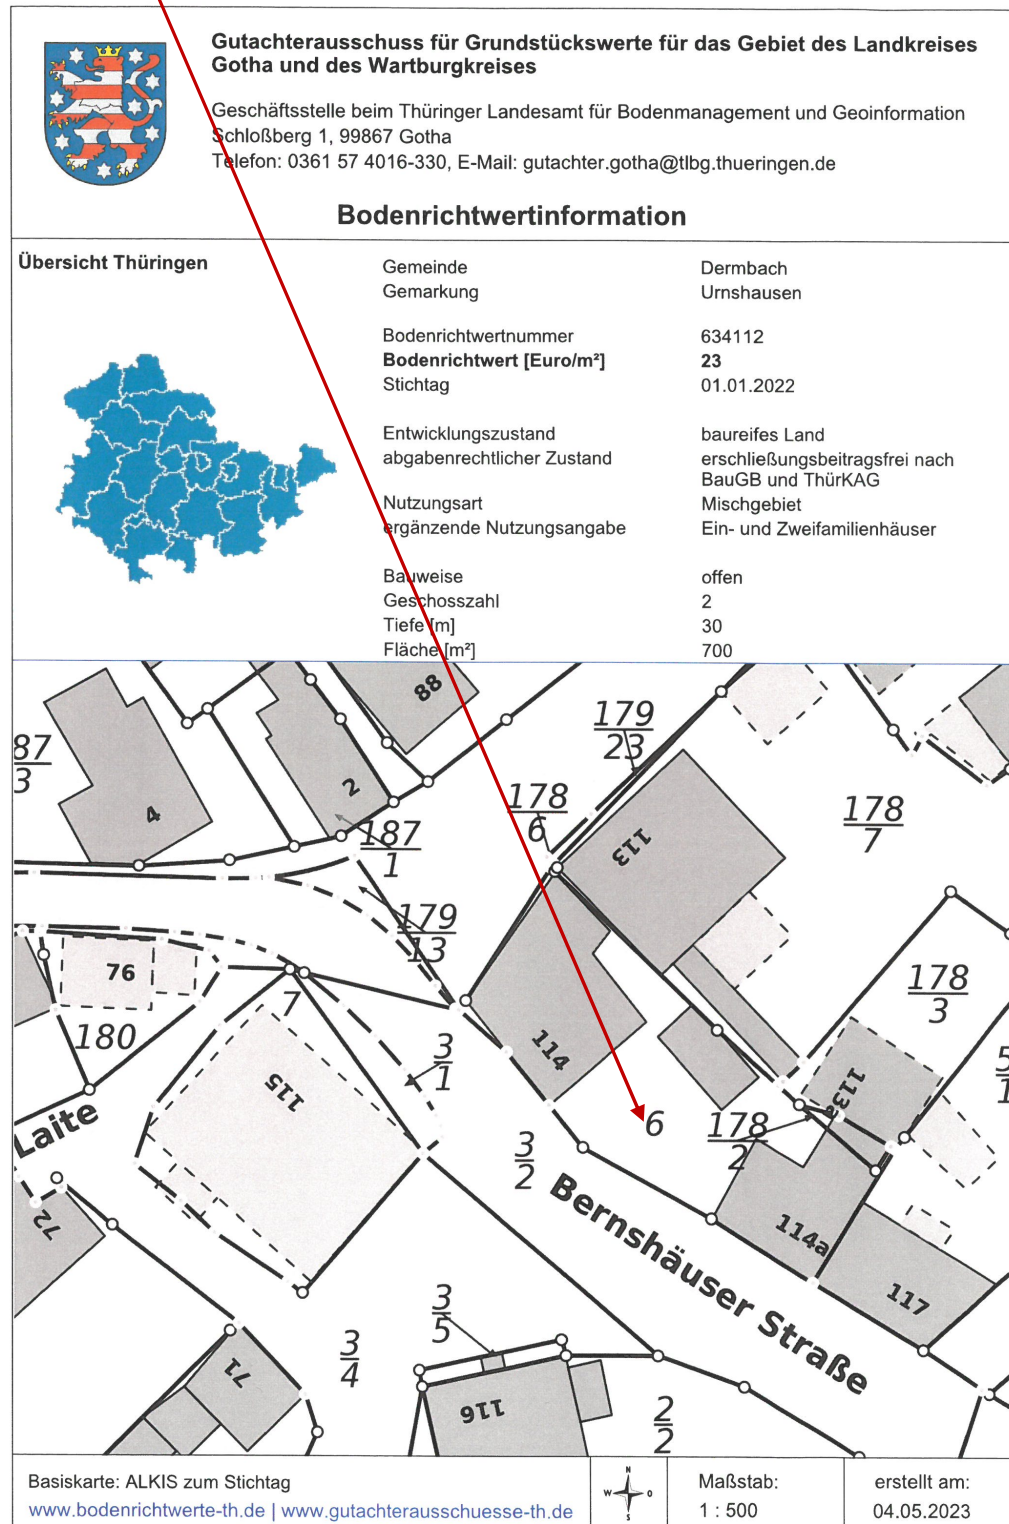 Gutachterausschuss für Grundstückswerte für das Gebiet des Landkreises
Gotha und des Wartburgkreises
Geschäftsstelle beim Thüringer Landesamt für Bodenmanagement und Geoinformation
Schloßberg 1, 99867 Gotha
Telefon: 0361 57 4016-330, E-Mail: gutachter.gotha@tlbg.thueringen.de
Bodenrichtwertinformation
Übersicht Thüringen
Gemeinde Dermbach
Gemarkung Urnshausen
Bodenrichtwertnummer 634112
Bodenrichtwert [Euro/m²] 23
Stichtag 01.01.2022
Entwicklungszustand baureifes Land
abgabenrechtlicher Zustand erschließungsbeitragsfrei nach
BauGB und ThürKAG
Nutzungsart Mischgebiet
ergänzende Nutzungsangabe Ein- und Zweifamilienhäuser
Bauweise offen
Geschosszahl 2
Tiefe [m] 30
Fläche [m²] 700
88
179
23
87
3
2
4
178
6
178
7
187
1
113
179
13
76
178
3
7
180
114
3
1
5
1
115
113a
Laite
6
178
2
3
2
Bernshäuser Straße
72
114a
117
3
5
3
4
71
116
2
2
Basiskarte: ALKIS zum Stichtag
www.bodenrichtwerte-th.de | www.gutachterausschuesse-th.de
N
W
O
S
Maßstab:
1 : 500
erstellt am:
04.05.2023